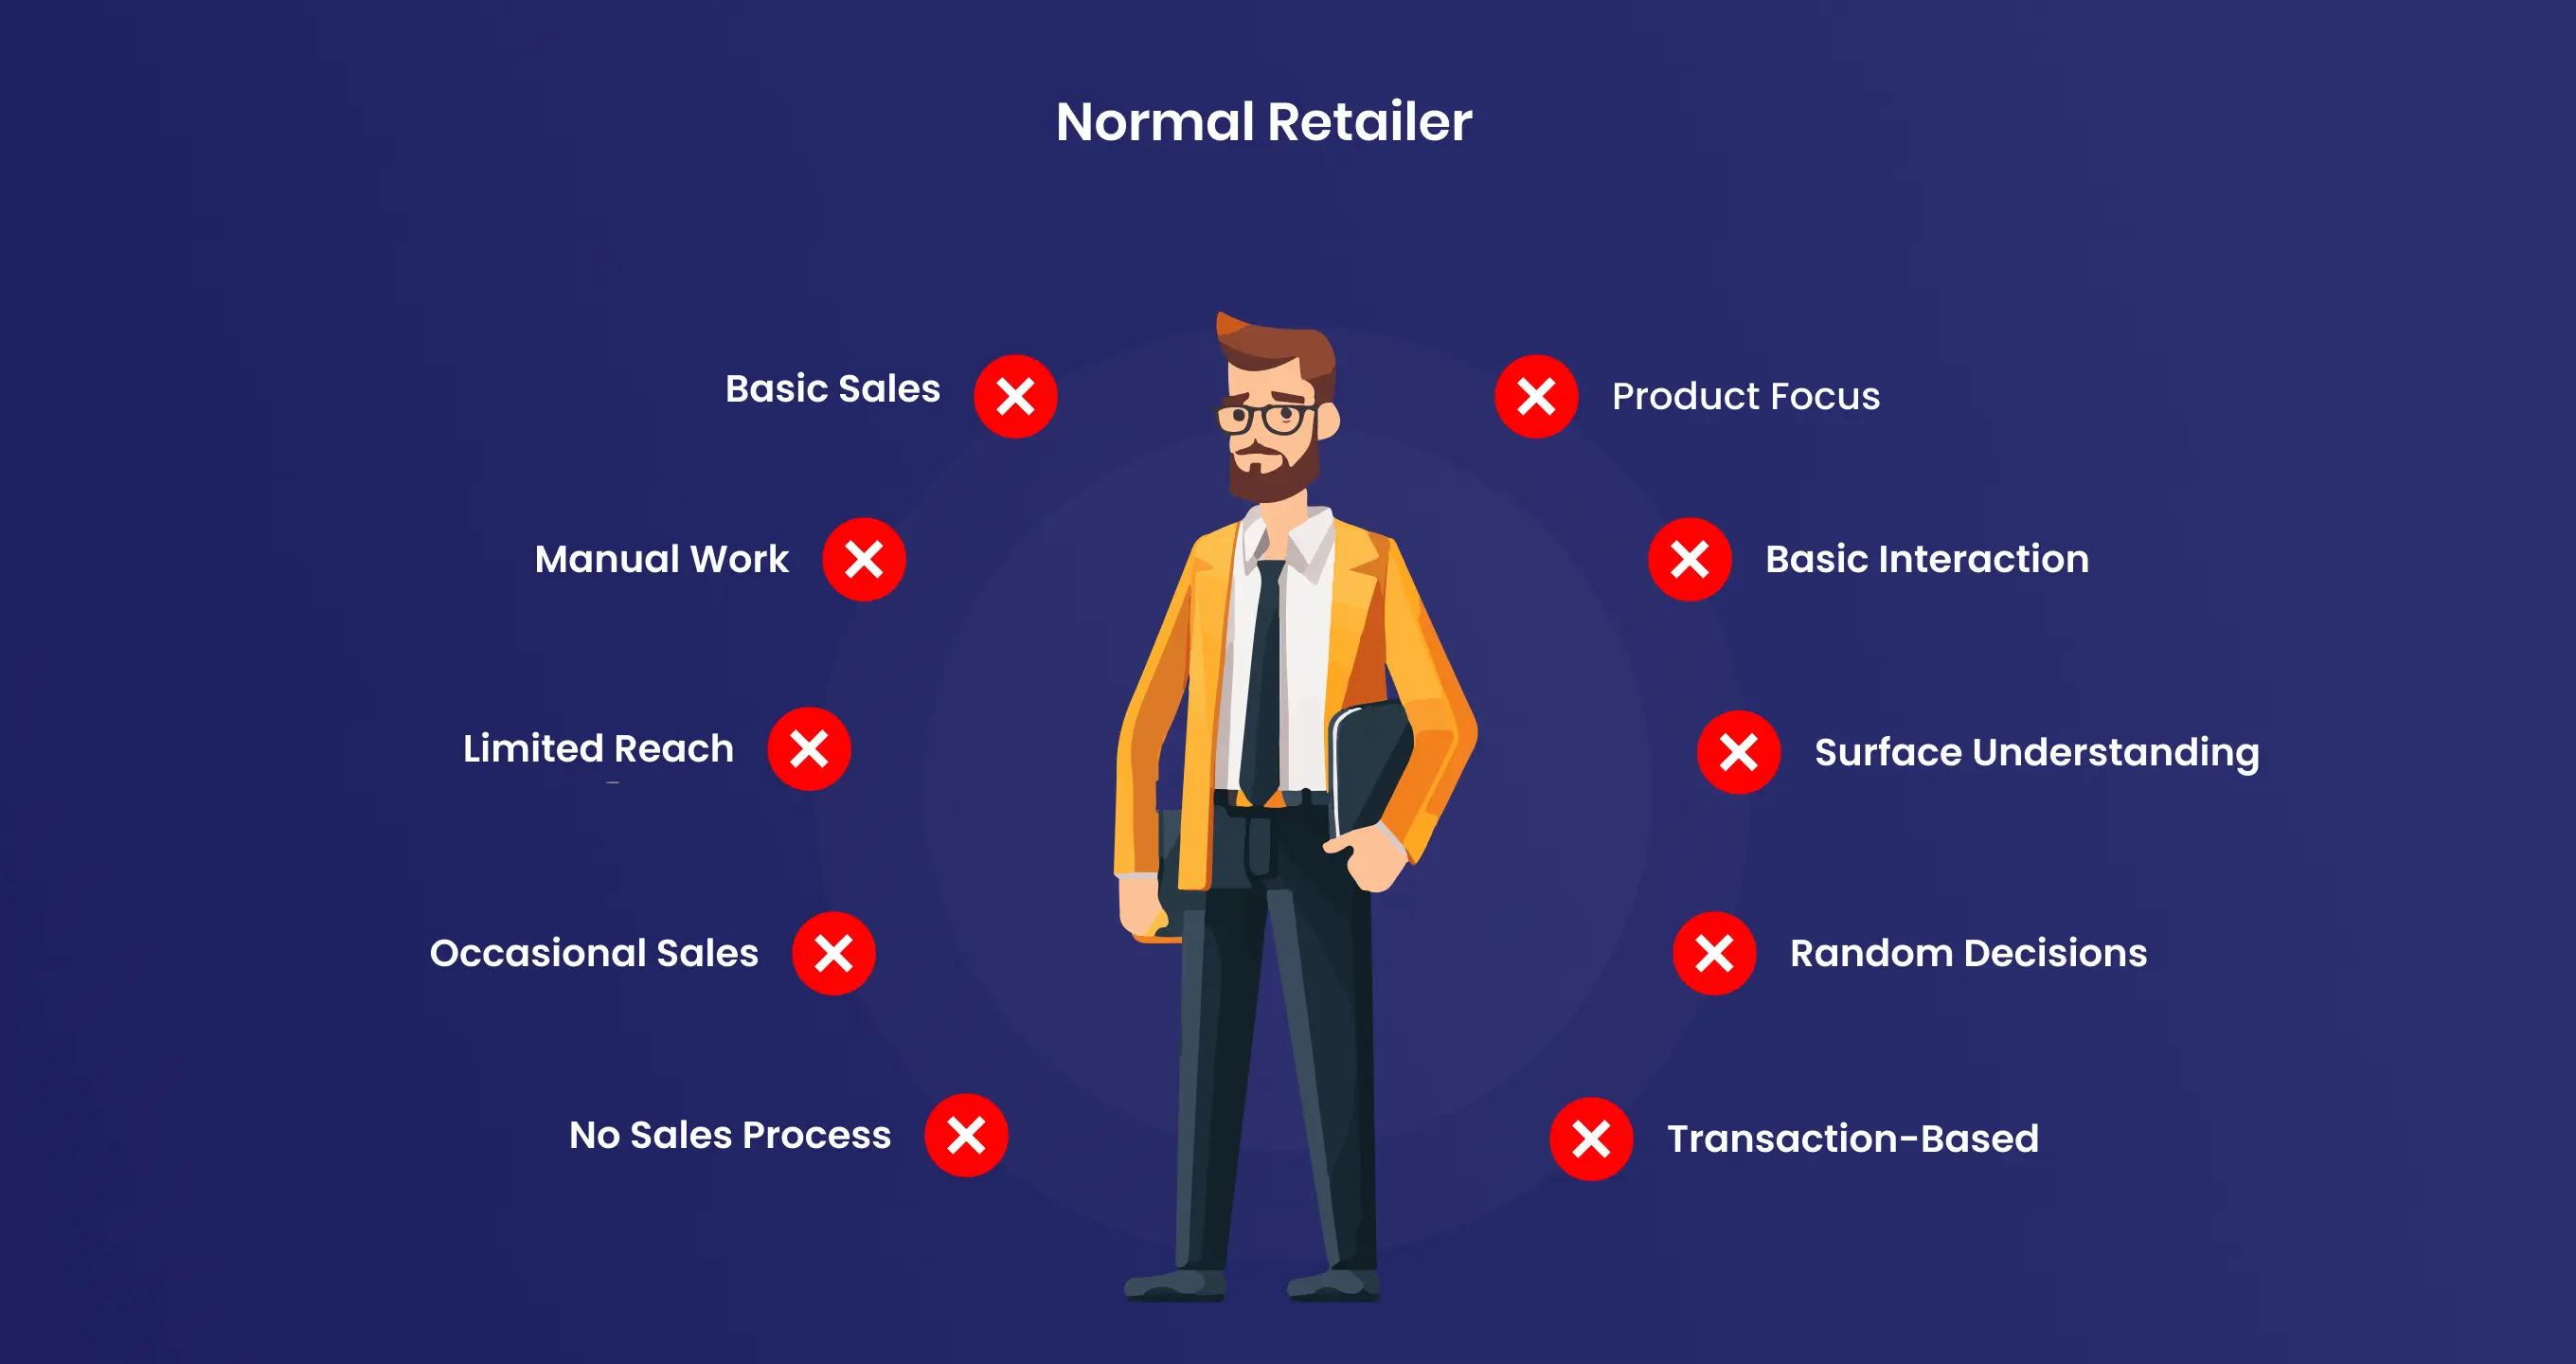 Normal Retailer
Basic Sales
Product Focus
Manual Work
Basic Interaction
Limited Reach
Surface Understanding
Occasional Sales
Random Decisions
No Sales Process
Transaction-Based